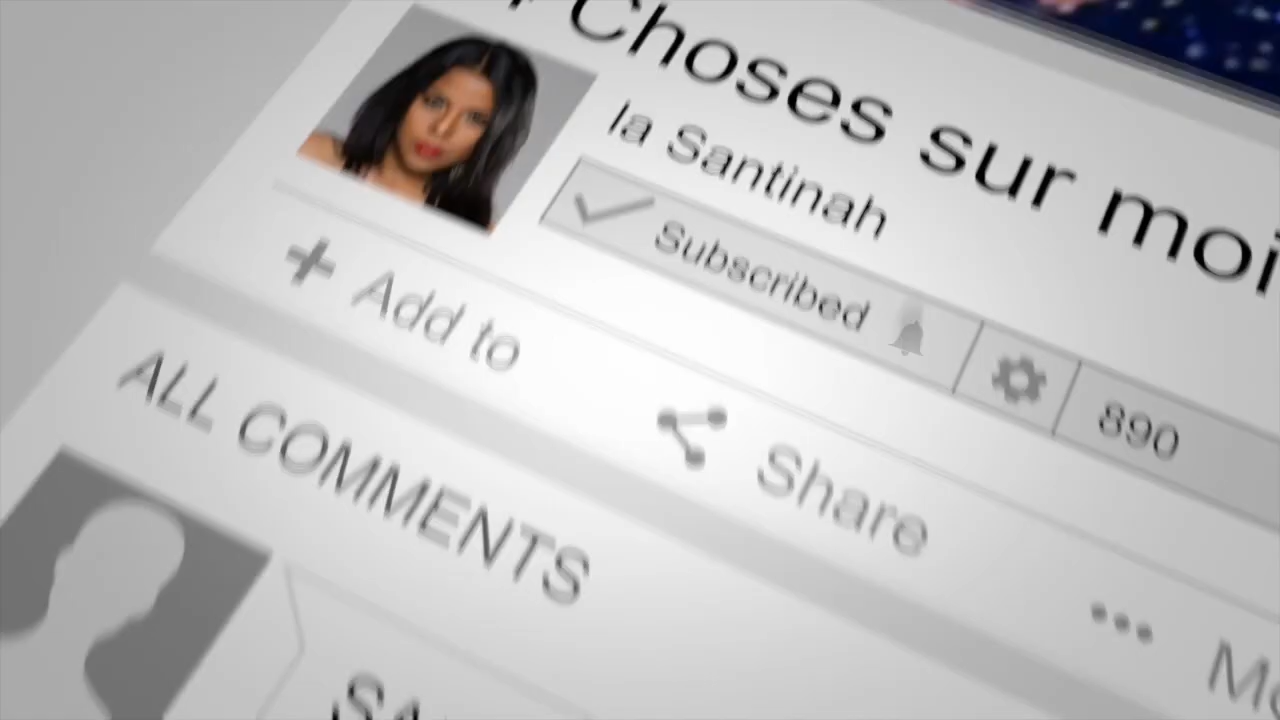 Choses sur moi
la Santinah
Subscribed
890
Add to
Share
ALL COMMENTS